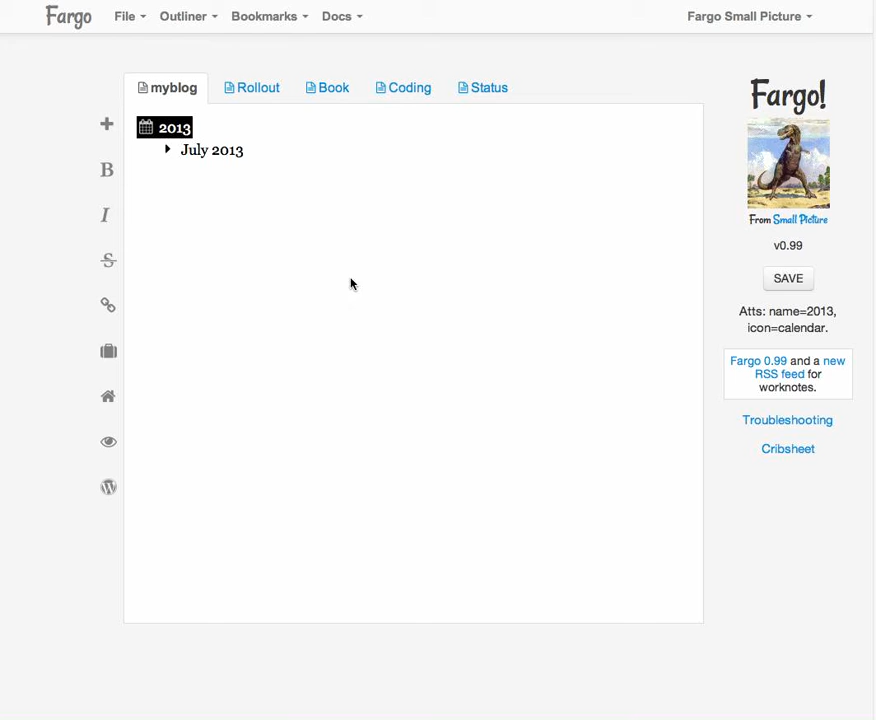 Fargo File Outliner Bookmarks Docs Fargo Small Picture
myblog Rollout Book Coding Status
2013
July 2013
B
I
S
Fargo!
From Small Picture
v0.99
SAVE
Atts: name=2013,
icon=calendar.
Fargo 0.99 and a new
RSS feed for
worknotes.
Troubleshooting
Cribsheet